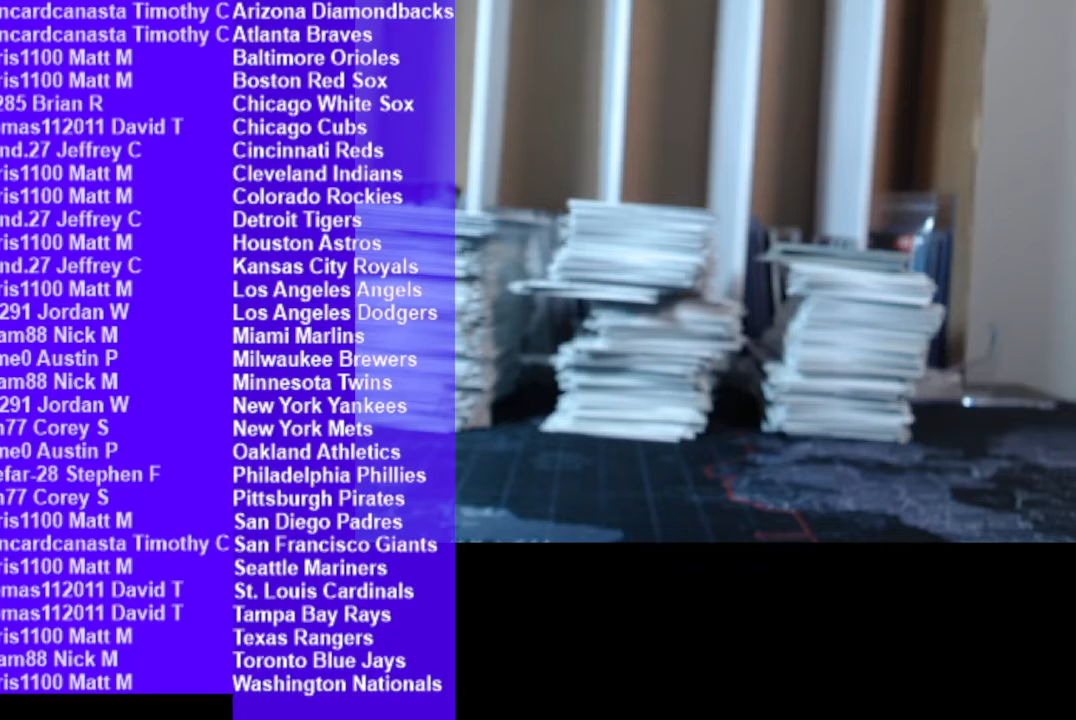 ncardcanasta Timothy C Arizona Diamondbacks
ncardcanasta Timothy C Atlanta Braves
ris1100 Matt M Baltimore Orioles
ris1100 Matt M Boston Red Sox
285 Brian R Chicago White Sox
mas112011 David T Chicago Cubs
nd.27 Jeffrey C Cincinnati Reds
ris1100 Matt M Cleveland Indians
ris1100 Matt M Colorado Rockies
nd.27 Jeffrey C Detroit Tigers
ris1100 Matt M Houston Astros
nd.27 Jeffrey C Kansas City Royals
ris1100 Matt M Los Angeles Angels
291 Jordan W Los Angeles Dodgers
am88 Nick M Miami Marlins
me0 Austin P Milwaukee Brewers
am88 Nick M Minnesota Twins
291 Jordan W New York Yankees
n77 Corey S New York Mets
me0 Austin P Oakland Athletics
efar-28 Stephen F Philadelphia Phillies
n77 Corey S Pittsburgh Pirates
ris1100 Matt M San Diego Padres
ncardcanasta Timothy C San Francisco Giants
ris1100 Matt M Seattle Mariners
mas112011 David T St. Louis Cardinals
mas112011 David T Tampa Bay Rays
ris1100 Matt M Texas Rangers
am88 Nick M Toronto Blue Jays
ris1100 Matt M Washington Nationals